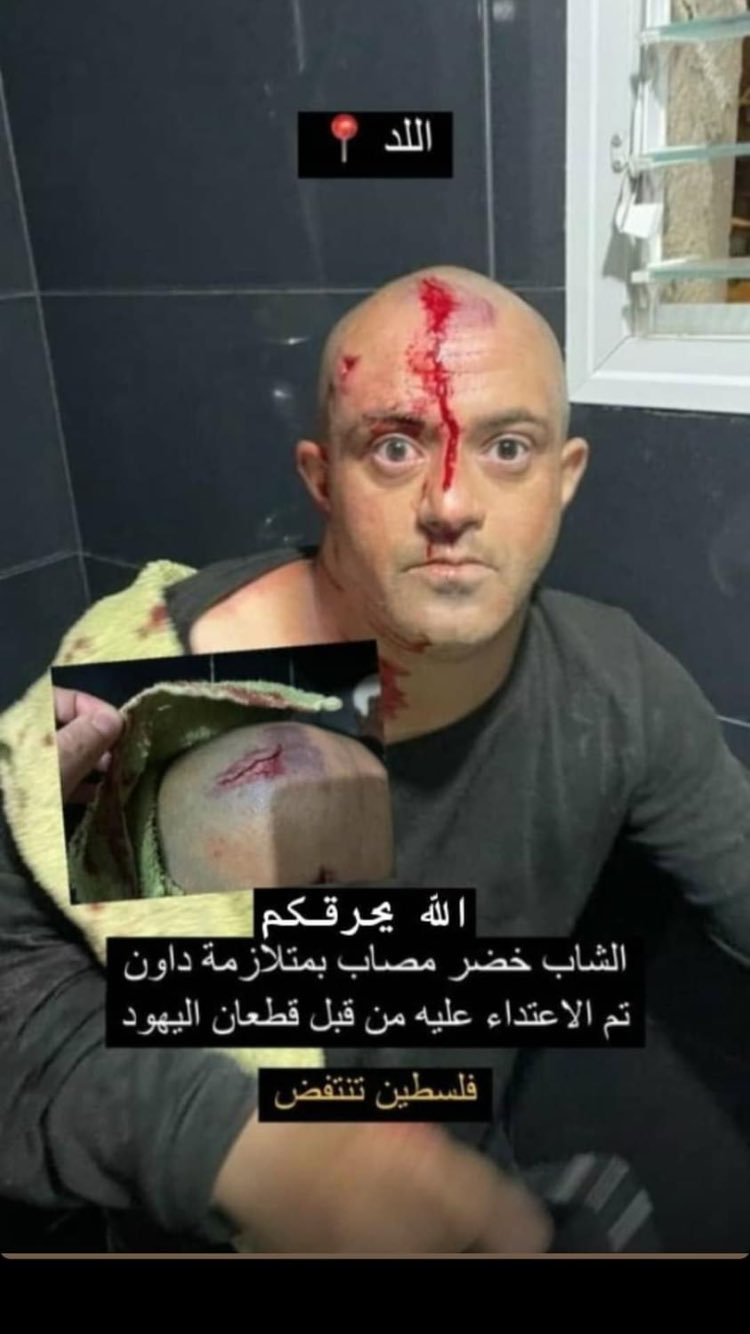 اللد
الله يحرقكم
الشاب خضر مصاب بمتلازمة داون
تم الاعتداء عليه من قبل قطعان اليهود
فلسطين تنتفض